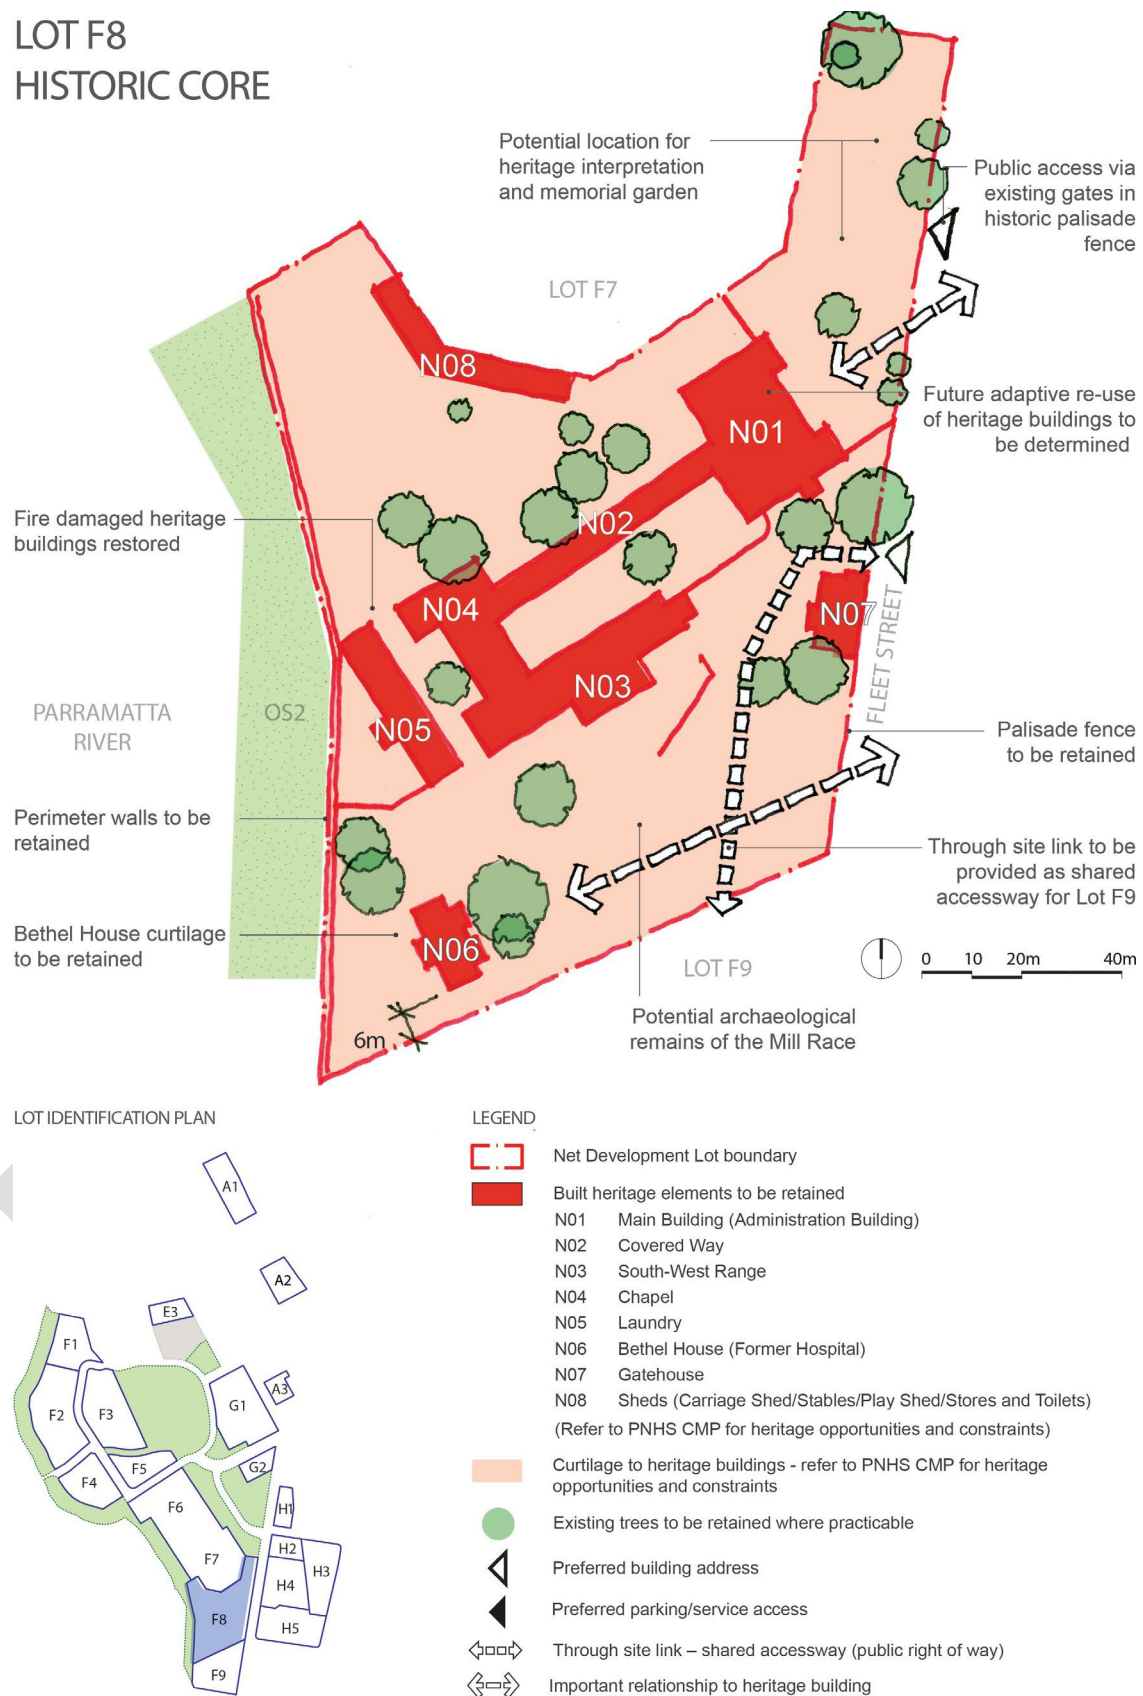 LOT F8
HISTORIC CORE
Potential location for
heritage interpretation
and memorial garden
Public access via
existing gates in
historic palisade
fence
LOT F7
N08
N01
Future adaptive re-use
of heritage buildings to
be determined
Fire damaged heritage
buildings restored
N02
N04
N07
N03
FLEET STREET
PARRAMATTA
RIVER
OS2
N05
Palisade fence
to be retained
Perimeter walls to be
retained
Through site link to be
provided as shared
accessway for Lot F9
Bethel House curtilage
to be retained
N06
LOT F9
0 10 20m 40m
Potential archaeological
remains of the Mill Race
6m
LOT IDENTIFICATION PLAN
A1
A2
E3
F1
A3
F2
F3
G1
F5
G2
F4
F6
H1
H2
F7
H3
H4
F8
H5
F9
LEGEND
Net Development Lot boundary
Built heritage elements to be retained
N01 Main Building (Administration Building)
N02 Covered Way
N03 South-West Range
N04 Chapel
N05 Laundry
N06 Bethel House (Former Hospital)
N07 Gatehouse
N08 Sheds (Carriage Shed/Stables/Play Shed/Stores and Toilets)
(Refer to PNHS CMP for heritage opportunities and constraints)
Curtilage to heritage buildings - refer to PNHS CMP for heritage
opportunities and constraints
Existing trees to be retained where practicable
Preferred building address
Preferred parking/service access
Through site link – shared accessway (public right of way)
Important relationship to heritage building